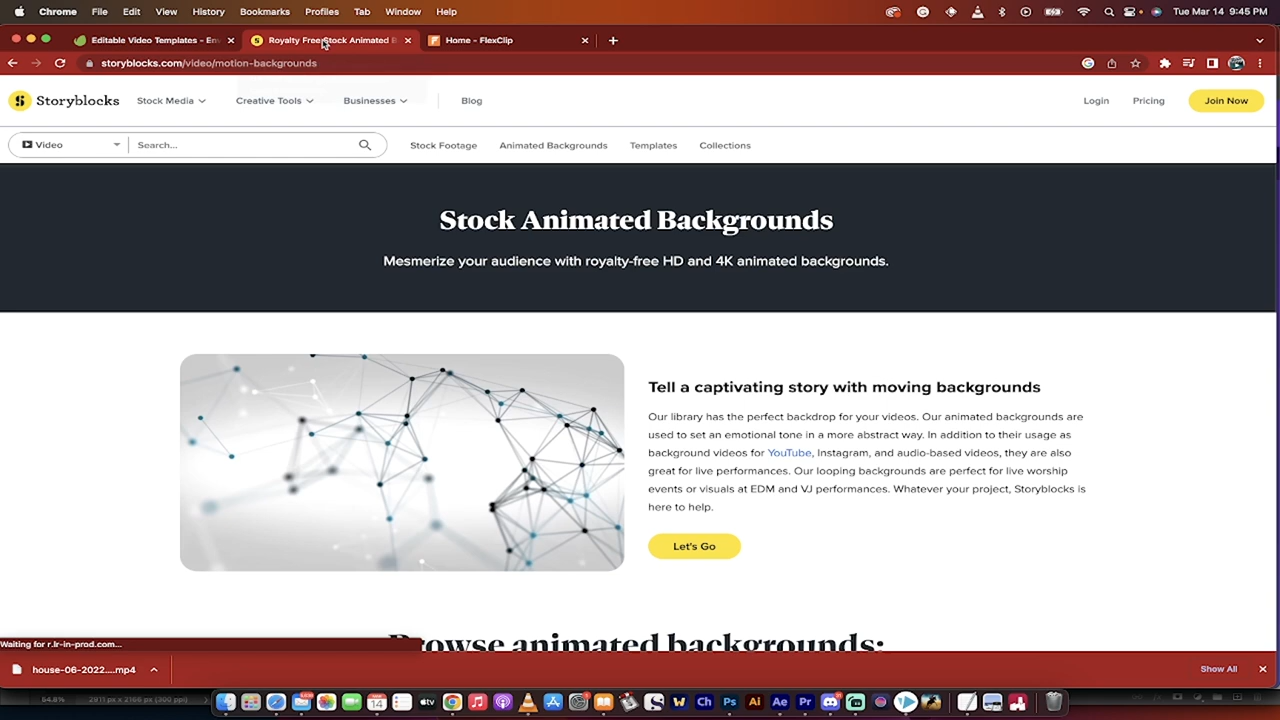 Chrome File Edit View History Bookmarks Profiles Tab Window Help Tue Mar 14 9:45 PM
Editable Video Templates - En
Royalty Free Stock Animated B
Home - FlexClip
storyblocks.com/video/motion-backgrounds
Storyblocks Stock Media Creative Tools Businesses Blog Login Pricing Join Now
Video Search... Stock Footage Animated Backgrounds Templates Collections
Stock Animated Backgrounds
Mesmerize your audience with royalty-free HD and 4K animated backgrounds.
Tell a captivating story with moving backgrounds
Our library has the perfect backdrop for your videos. Our animated backgrounds are
used to set an emotional tone in a more abstract way. In addition to their usage as
background videos for YouTube, Instagram, and audio-based videos, they are also
great for live performances. Our looping backgrounds are perfect for live worship
events or visuals at EDM and VJ performances. Whatever your project, Storyblocks is
here to help.
Let's Go
Browse animated backgrounds:
Waiting for r.lr-in-prod.com...
house-06-2022....mp4 Show All
64.8% 2911 px x 2166 px (300 ppi)